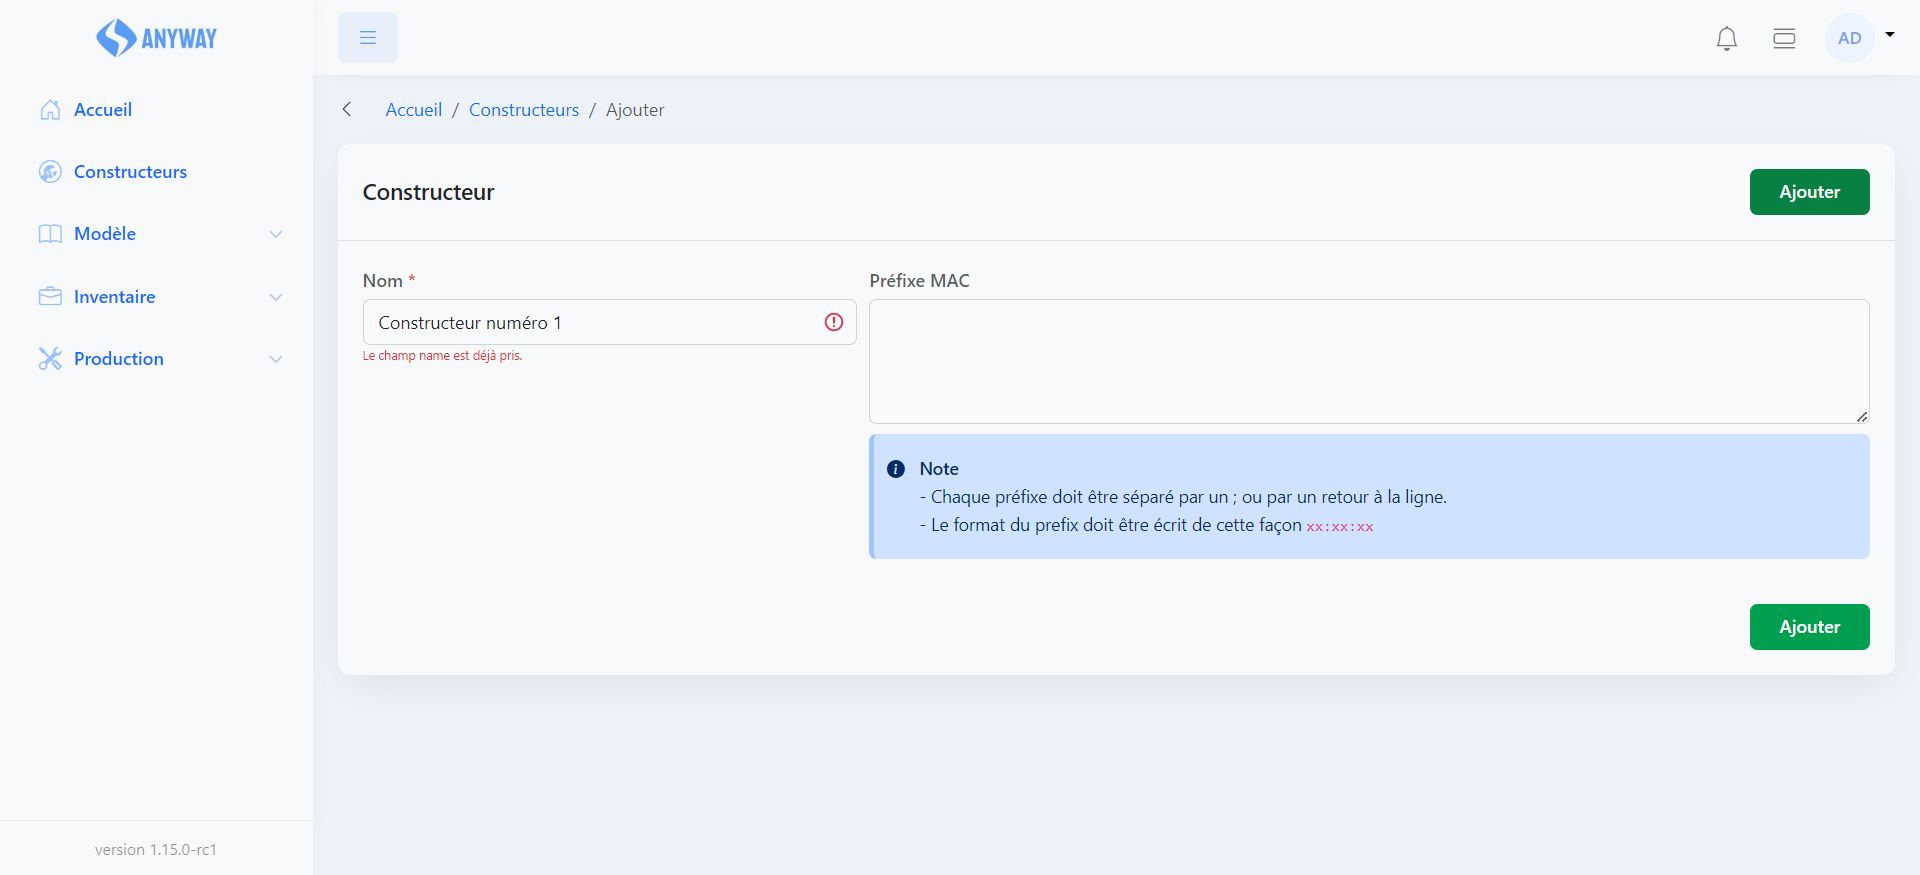 ANYWAY
AD
Accueil
Constructeurs
Modèle
Inventaire
Production
version 1.15.0-rc1
Accueil / Constructeurs / Ajouter
Constructeur
Ajouter
Nom *
Constructeur numéro 1
Le champ name est déjà pris.
Préfixe MAC
Note
- Chaque préfixe doit être séparé par un ; ou par un retour à la ligne.
- Le format du prefix doit être écrit de cette façon xx:xx:xx
Ajouter